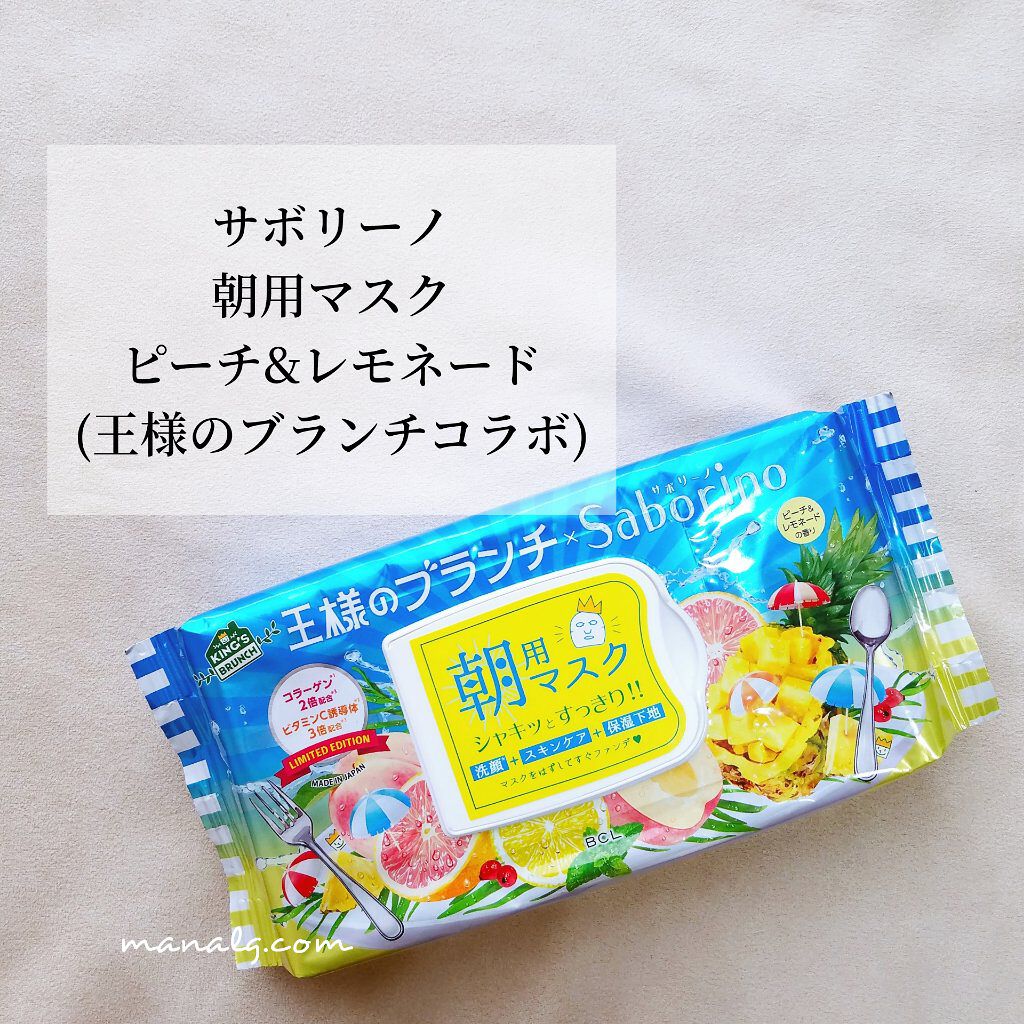 サボリーノ
朝用マスク
ピーチ&レモネード
(王様のブランチコラボ)
王様のブランチ×Saborino
サボリーノ
ピーチ&
レモネード
の香り
KING'S
BRUNCH
コラーゲン
2倍配合
ビタミンC誘導体
3倍配合
LIMITED EDITION
MADE IN JAPAN
朝用マスク
シャキッとすっきり!!
洗顔+スキンケア+保湿下地
マスクをはずしてすぐファンデ♥
BCL
manalg.com